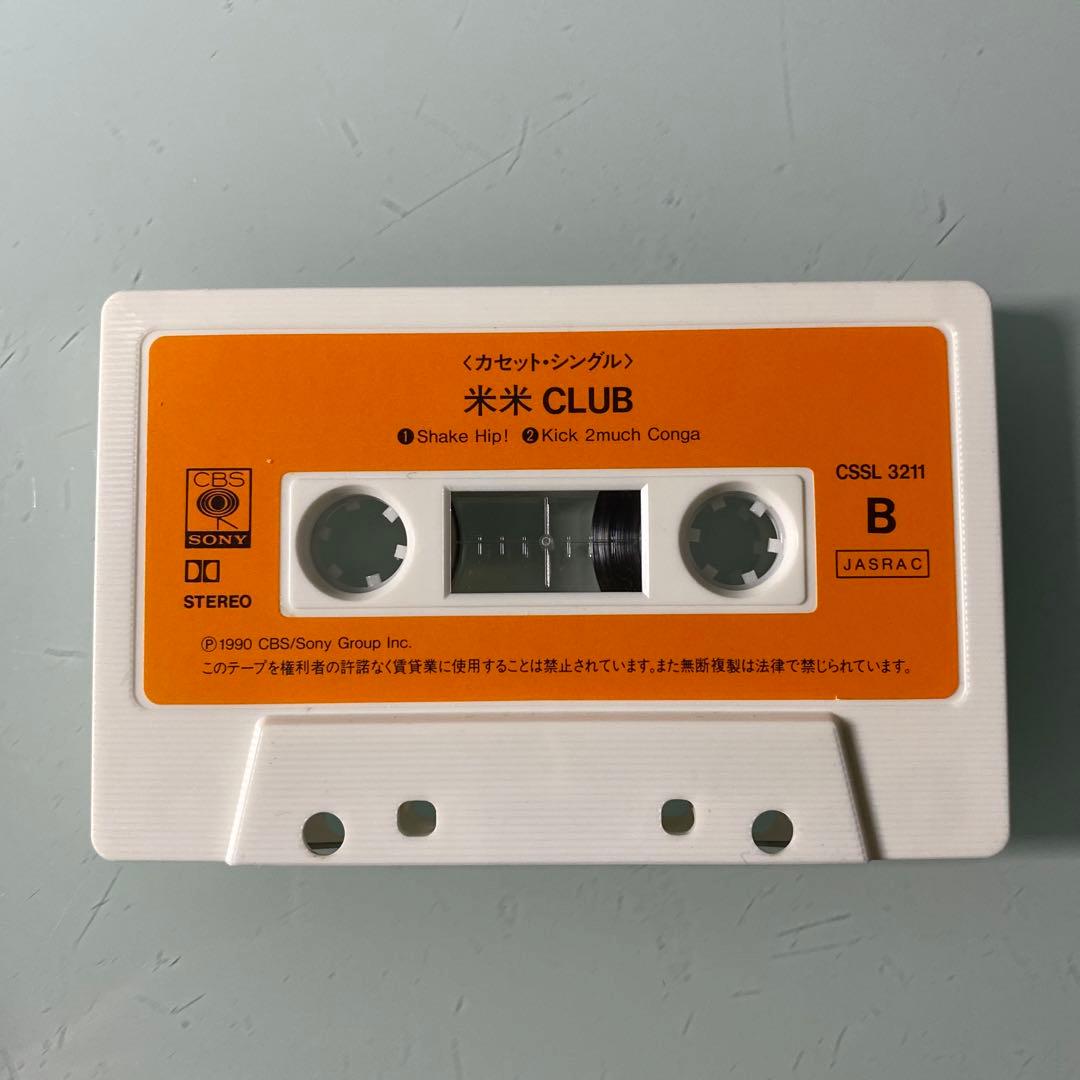 〈カセット・シングル〉
米米 CLUB
❶Shake Hip! ❷Kick 2much Conga
CBS
SONY
STEREO
CSSL 3211
B
JASRAC
Ⓟ1990 CBS/Sony Group Inc.
このテープを権利者の許諾なく賃貸業に使用することは禁止されています。また無断複製は法律で禁じられています。